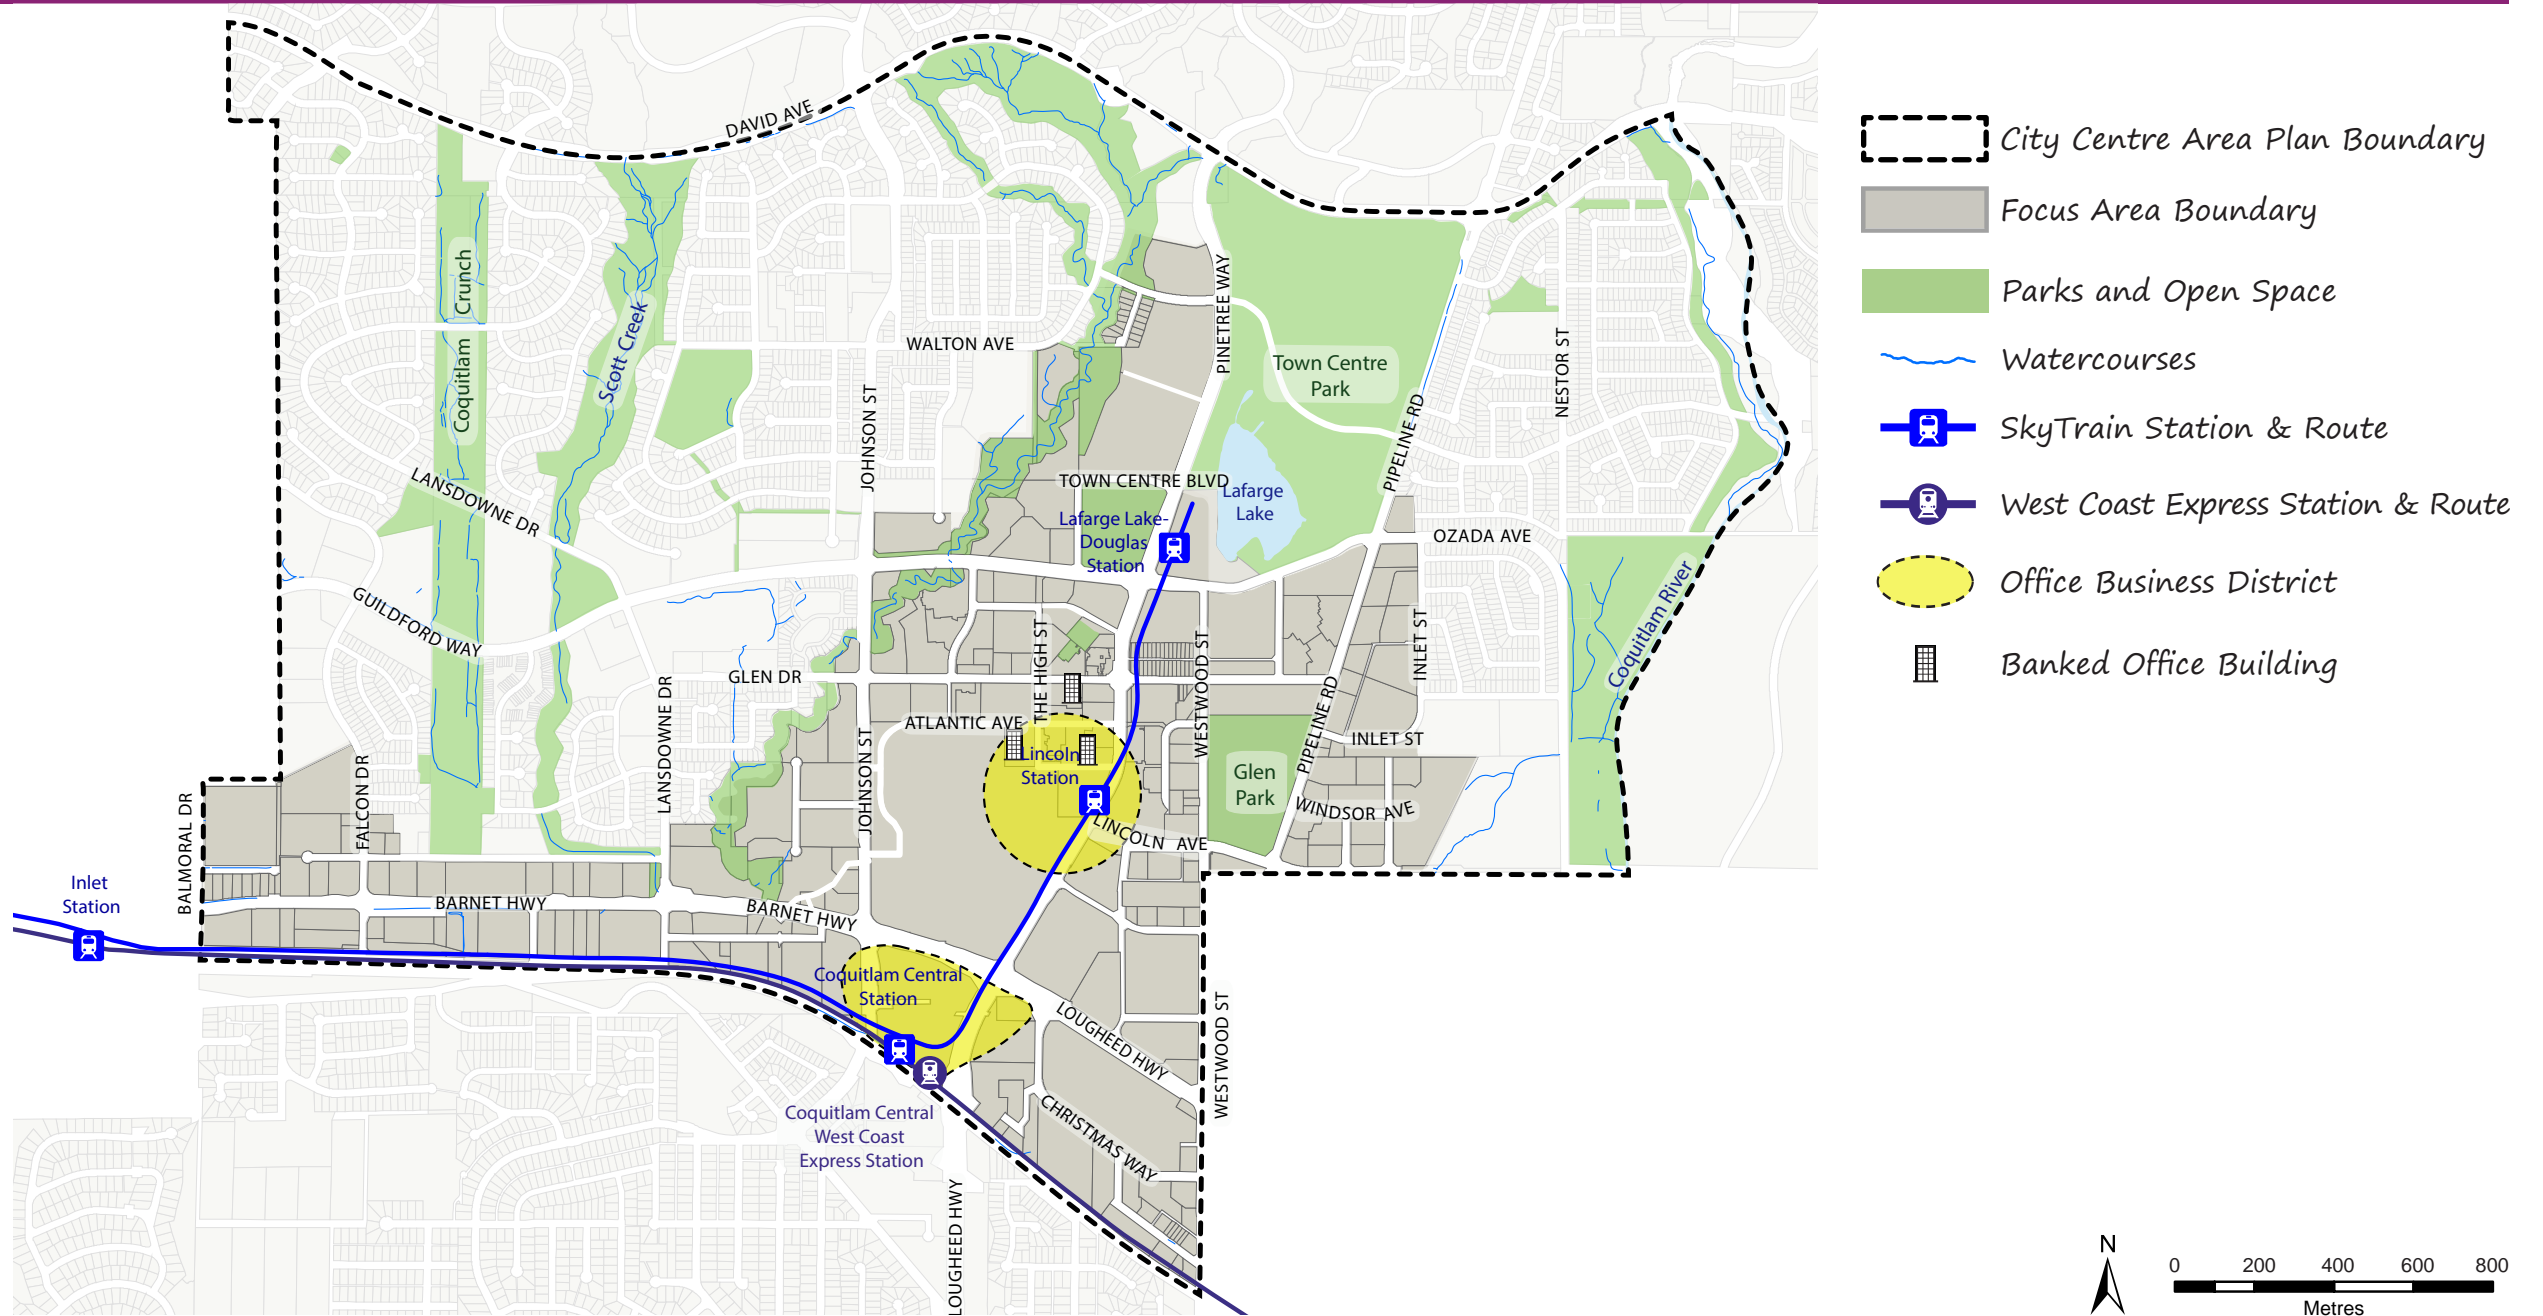 DAVID AVE
Coquitlam Crunch
Scott Creek
WALTON AVE
JOHNSON ST
PINETREE WAY
Town Centre
Park
PIPELINE RD
NESTOR ST
LANSDOWNE DR
TOWN CENTRE BLVD
Lafarge
Lake
Lafarge Lake-
Douglas
Station
OZADA AVE
GUILDFORD WAY
Coquitlam River
GLEN DR
LANSDOWNE DR
THE HIGH ST
WESTWOOD ST
INLET ST
ATLANTIC AVE
JOHNSON ST
Lincoln
Station
PIPELINE RD
INLET ST
Glen
Park
WINDSOR AVE
LINCOLN AVE
BALMORAL DR
FALCON DR
Inlet
Station
BARNET HWY
BARNET HWY
Coquitlam Central
Station
LOUGHEED HWY
WESTWOOD ST
CHRISTMAS WAY
Coquitlam Central
West Coast
Express Station
LOUGHEED HWY
City Centre Area Plan Boundary
Focus Area Boundary
Parks and Open Space
Watercourses
SkyTrain Station & Route
West Coast Express Station & Route
Office Business District
Banked Office Building
N
0 200 400 600 800
Metres